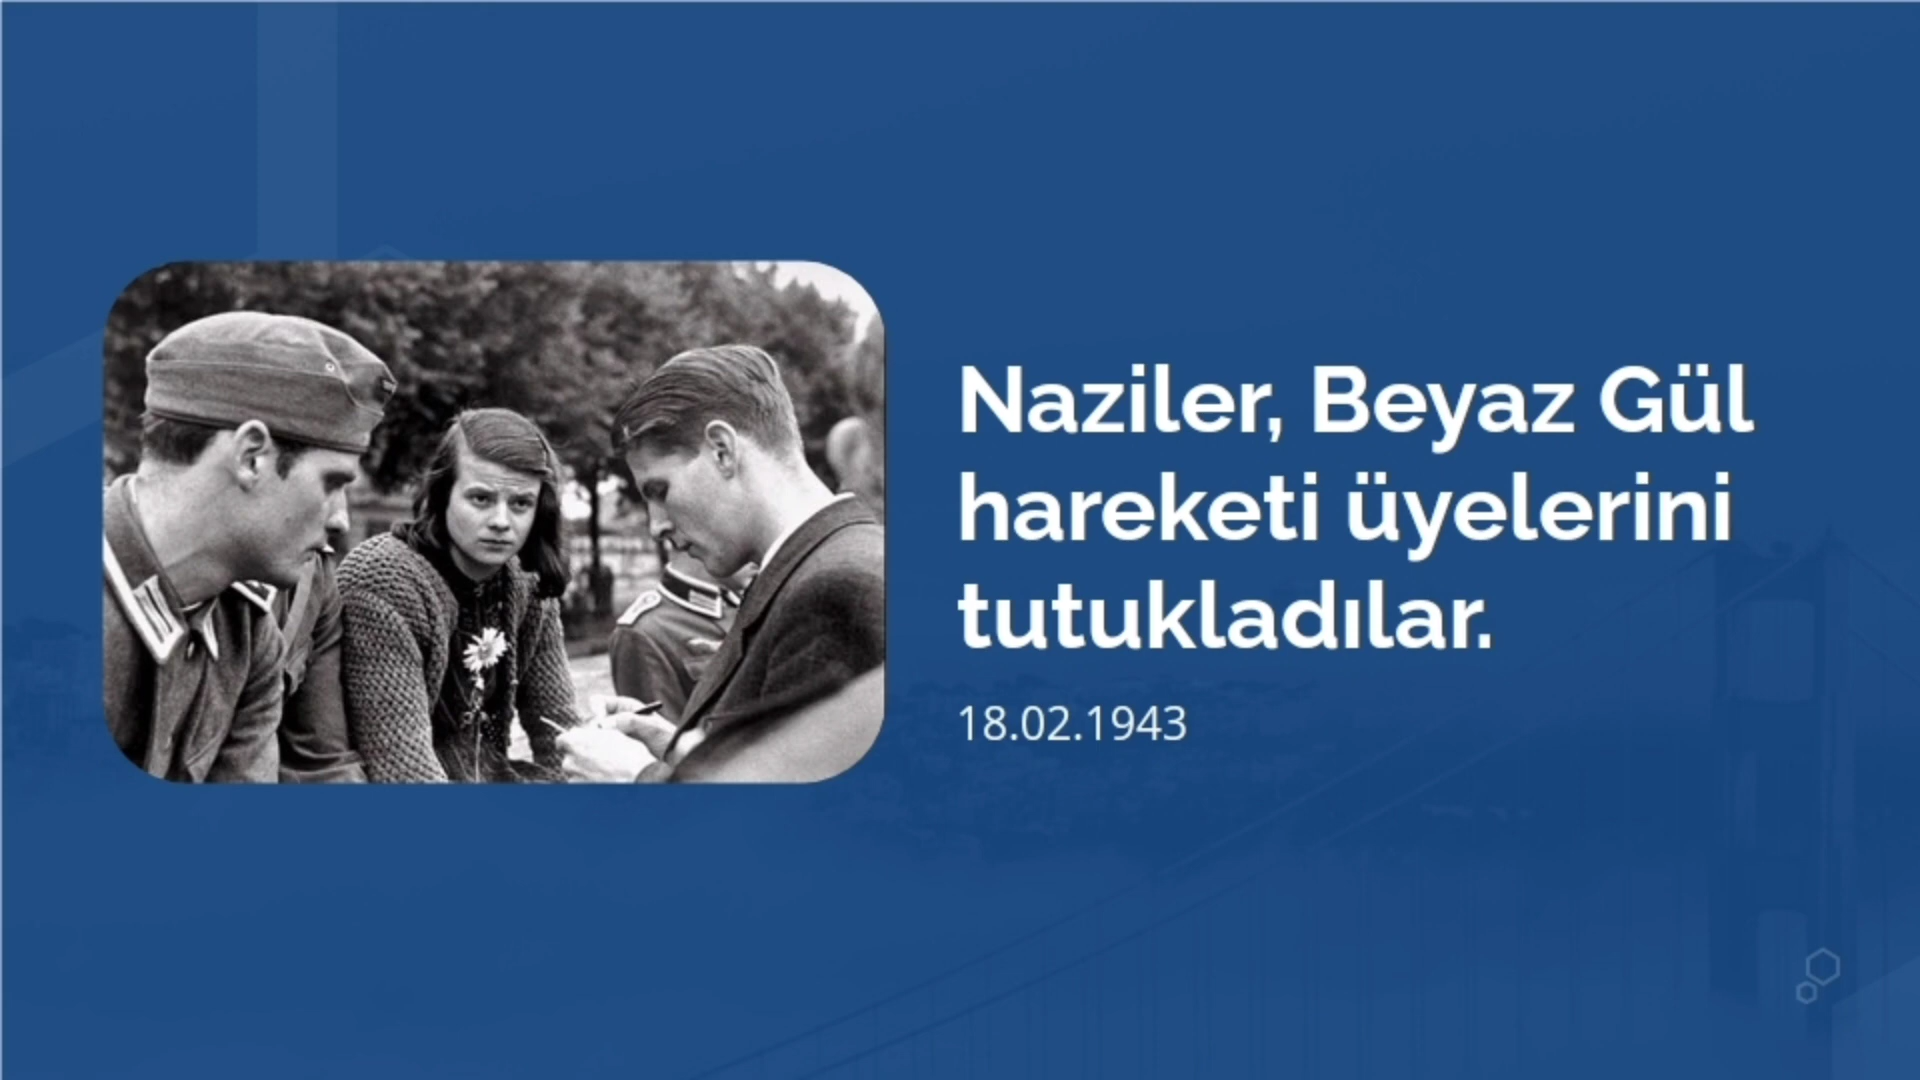 Naziler, Beyaz Gül
hareketi üyelerini
tutukladılar.
18.02.1943